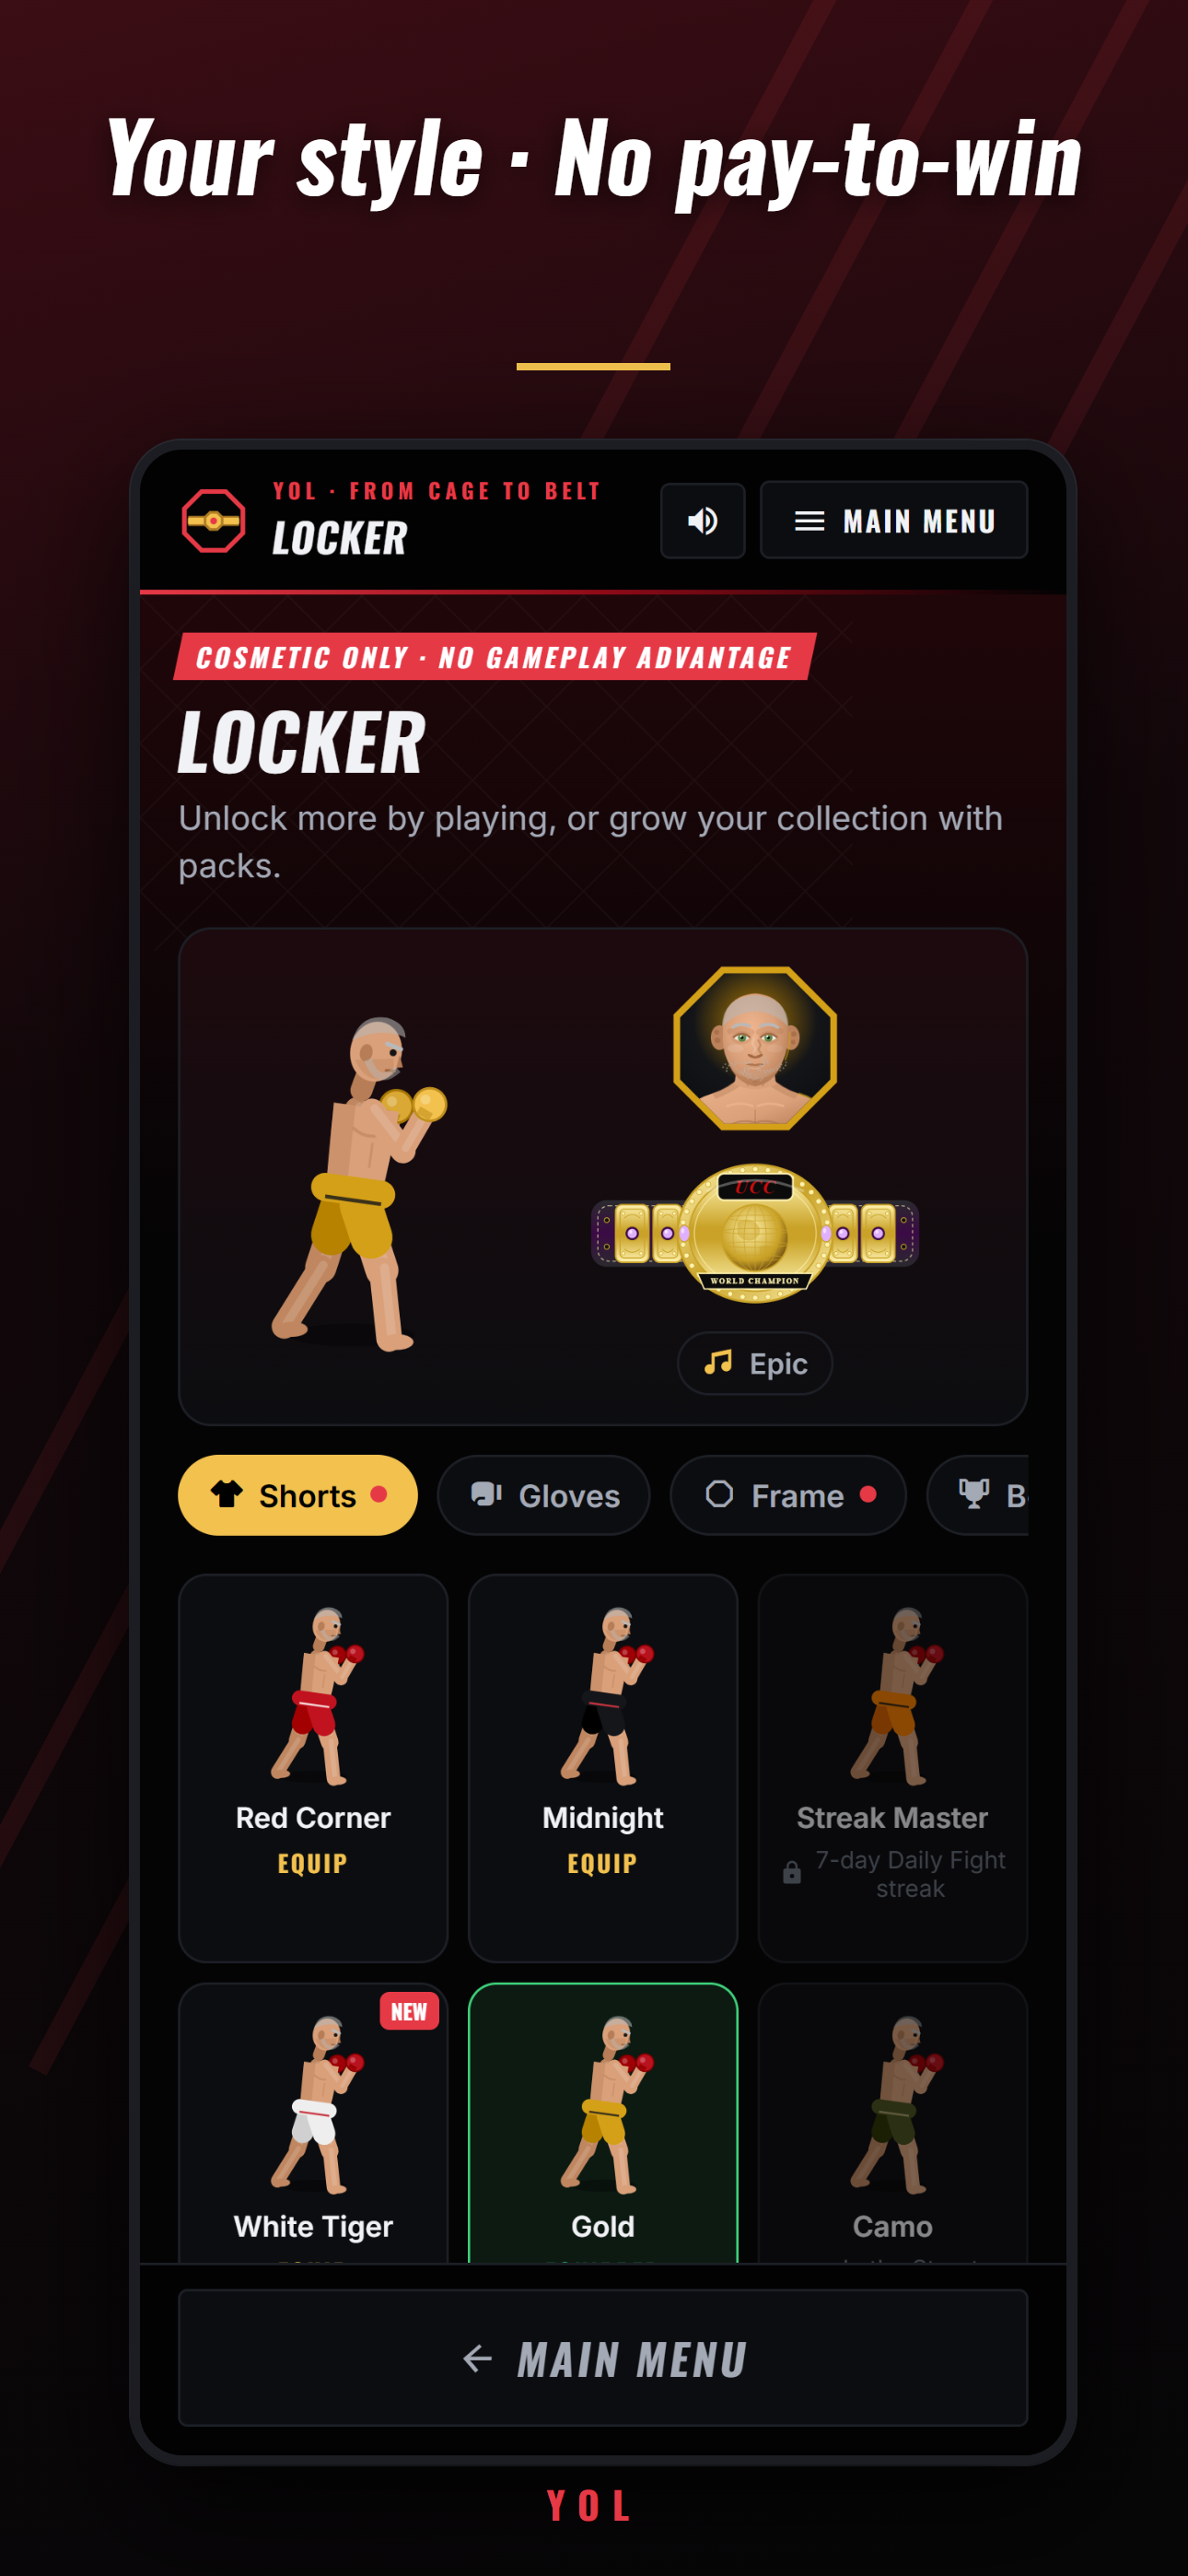 Your style · No pay-to-win
YOL · FROM CAGE TO BELT
LOCKER
MAIN MENU
COSMETIC ONLY · NO GAMEPLAY ADVANTAGE
LOCKER
Unlock more by playing, or grow your collection with
packs.
UCC
WORLD CHAMPION
Epic
Shorts
Gloves
Frame
Red Corner
Midnight
Streak Master
EQUIP
EQUIP
7-day Daily Fight
streak
NEW
White Tiger
Gold
Camo
MAIN MENU
YOL